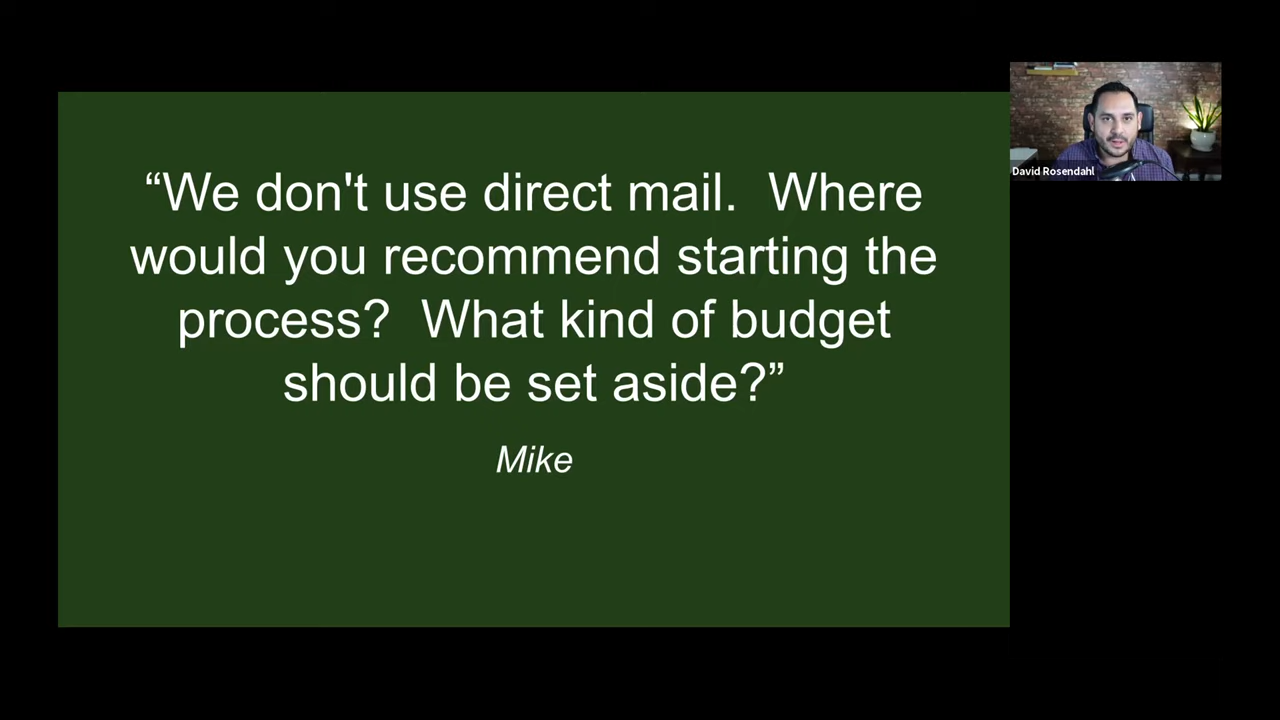 “We don't use direct mail.  Where
would you recommend starting the
process?  What kind of budget
should be set aside?”
Mike
David Rosendahl